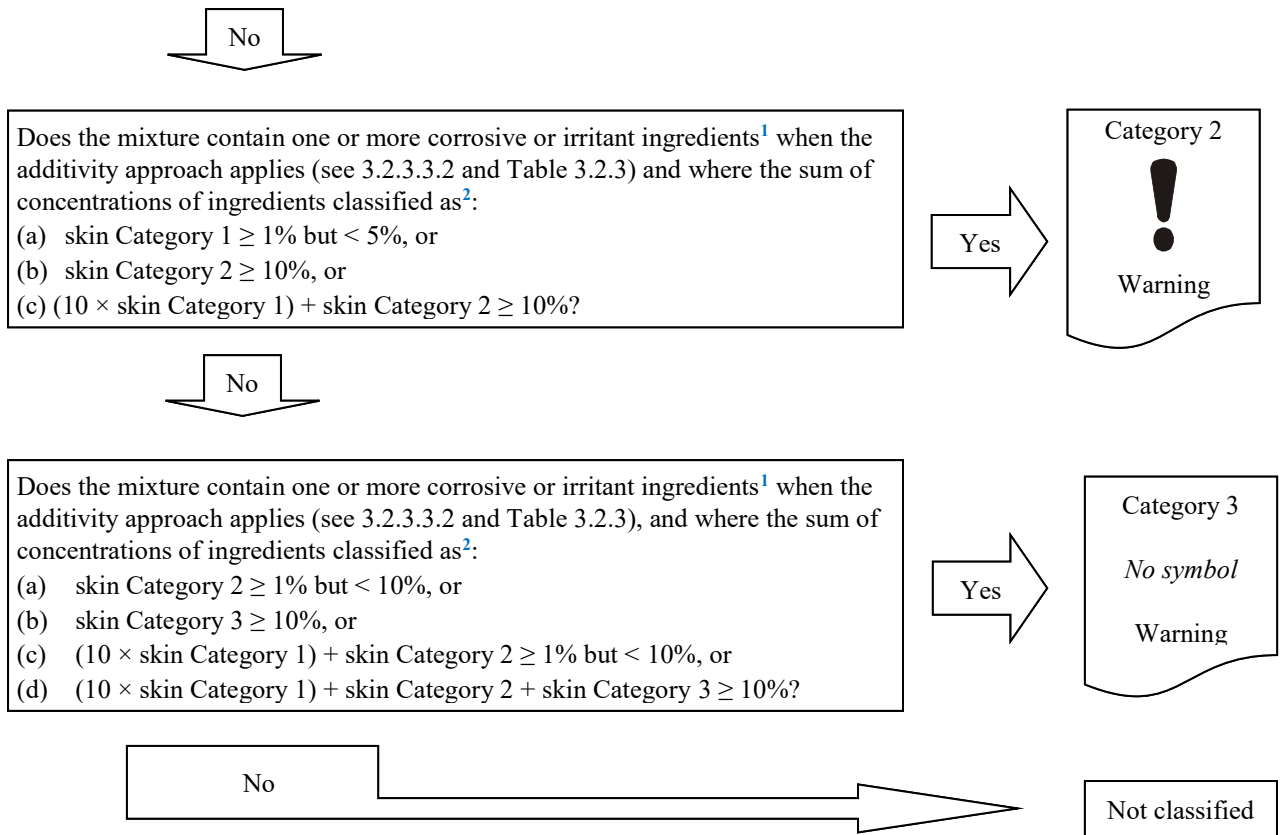 No
Does the mixture contain one or more corrosive or irritant ingredients¹ when the
additivity approach applies (see 3.2.3.3.2 and Table 3.2.3) and where the sum of
concentrations of ingredients classified as²:
(a) skin Category 1 ≥ 1% but < 5%, or
(b) skin Category 2 ≥ 10%, or
(c) (10 × skin Category 1) + skin Category 2 ≥ 10%?
Yes
Category 2
Warning
No
Does the mixture contain one or more corrosive or irritant ingredients¹ when the
additivity approach applies (see 3.2.3.3.2 and Table 3.2.3), and where the sum of
concentrations of ingredients classified as²:
(a) skin Category 2 ≥ 1% but < 10%, or
(b) skin Category 3 ≥ 10%, or
(c) (10 × skin Category 1) + skin Category 2 ≥ 1% but < 10%, or
(d) (10 × skin Category 1) + skin Category 2 + skin Category 3 ≥ 10%?
Yes
Category 3
No symbol
Warning
No
Not classified